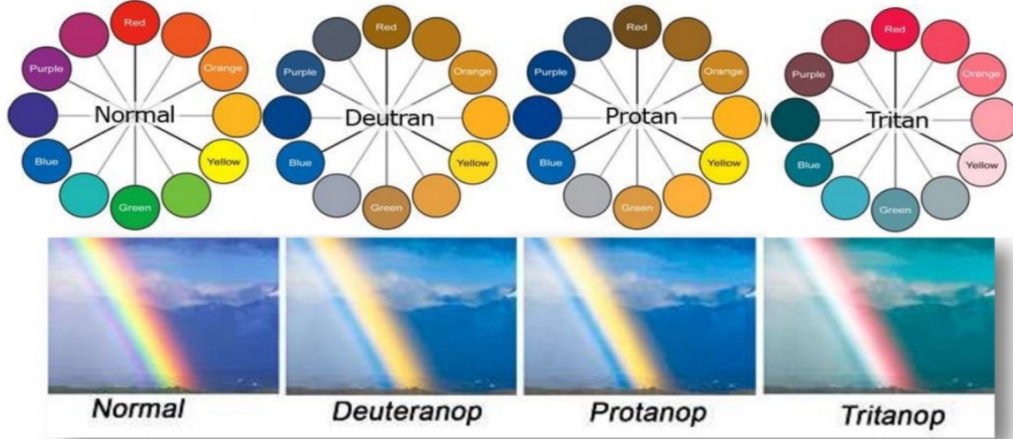 Red
Purple
Orange
Normal
Blue
Yellow
Green
Red
Purple
Orange
Deutran
Blue
Yellow
Green
Red
Purple
Orange
Protan
Blue
Yellow
Green
Red
Purple
Orange
Tritan
Blue
Yellow
Green
Normal
Deuteranop
Protanop
Tritanop